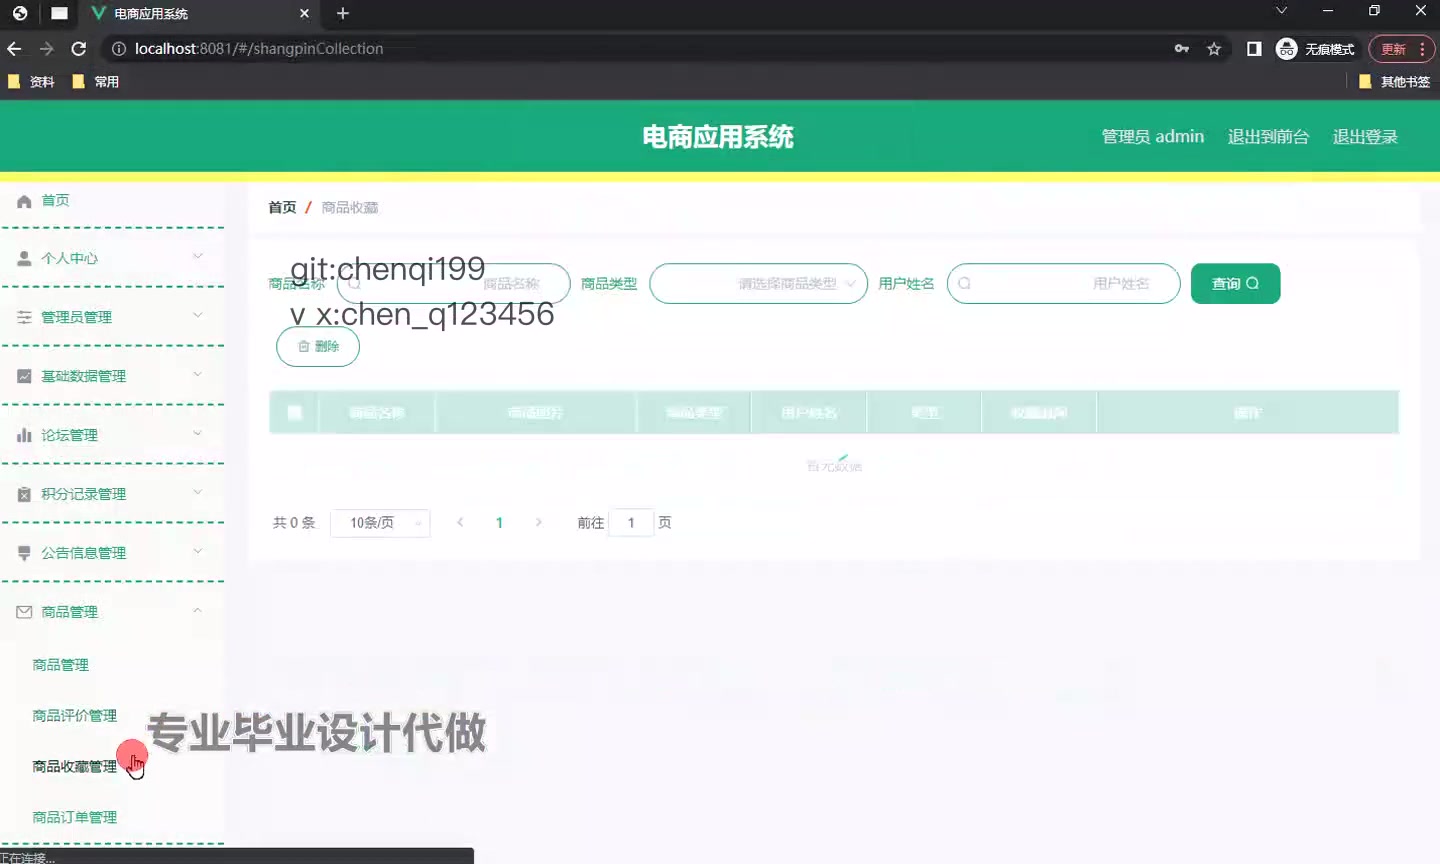 电商应用系统
localhost:8081/#/shangpinCollection
无痕模式
更新
资料
常用
其他书签
电商应用系统
管理员 admin
退出到前台
退出登录
首页
个人中心
管理员管理
基础数据管理
论坛管理
积分记录管理
公告信息管理
商品管理
商品管理
商品评价管理
商品收藏管理
商品订单管理
首页 / 商品收藏
git:chenqi199
v x:chen_q123456
商品名称
商品名称
商品类型
请选择商品类型
用户姓名
用户姓名
查询
删除
商品名称
商品照片
商品类型
用户姓名
类型
收藏时间
操作
暂无数据
共 0 条
10条/页
1
前往 1 页
专业毕业设计代做
正在连接...